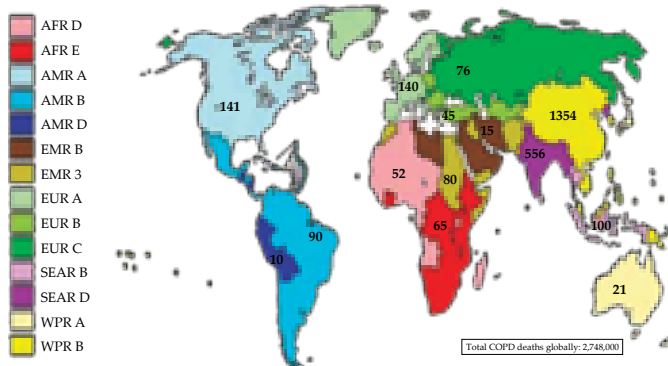 AFR D
AFR E
AMR A
AMR B
AMR D
EMR B
EMR 3
EUR A
EUR B
EUR C
SEAR B
SEAR D
WPR A
WPR B
76
141
140
45
1354
15
556
52
80
65
100
90
10
21
Total COPD deaths globally: 2,748,000